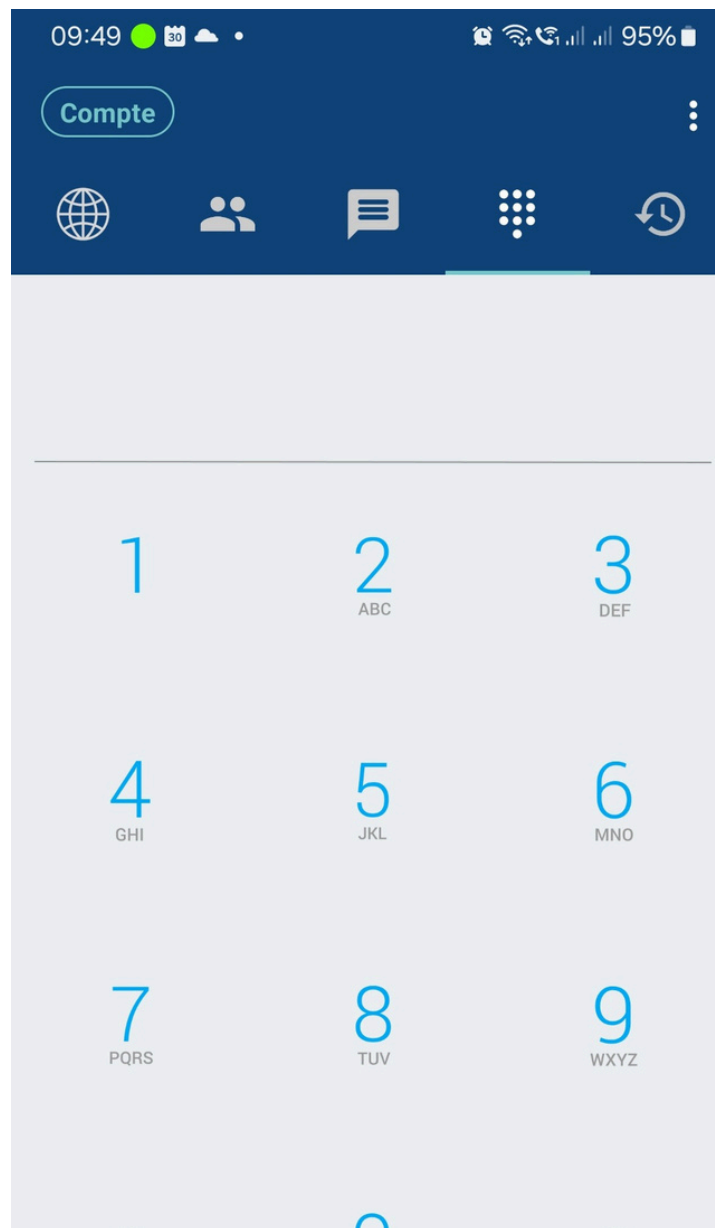 09:49 30 1 95%
Compte
1 2 3
ABC DEF
4 5 6
GHI JKL MNO
7 8 9
PQRS TUV WXYZ